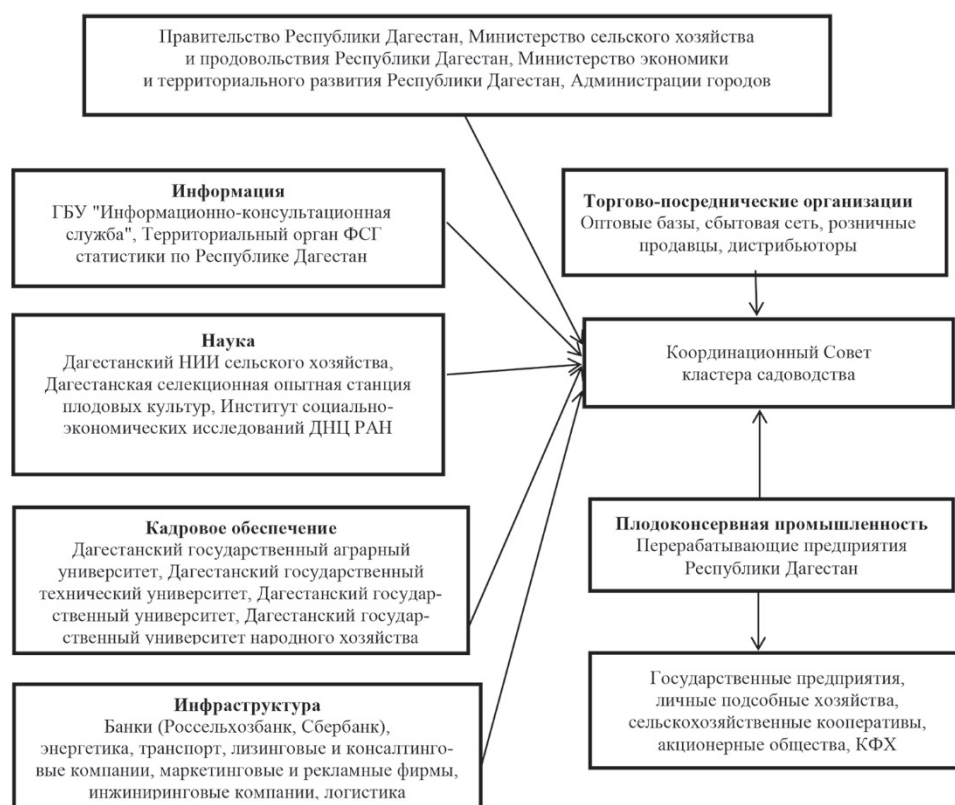 Правительство Республики Дагестан, Министерство сельского хозяйства
и продовольствия Республики Дагестан, Министерство экономики
и территориального развития Республики Дагестан, Администрации городов
Информация
ГБУ "Информационно-консультационная
служба", Территориальный орган ФСГ
статистики по Республике Дагестан
Торгово-посреднические организации
Оптовые базы, сбытовая сеть, розничные
продавцы, дистрибьюторы
Наука
Дагестанский НИИ сельского хозяйства,
Дагестанская селекционная опытная станция
плодовых культур, Институт социально-
экономических исследований ДНЦ РАН
Координационный Совет
кластера садоводства
Кадровое обеспечение
Дагестанский государственный аграрный
университет, Дагестанский государственный
технический университет, Дагестанский государ-
ственный университет, Дагестанский государ-
ственный университет народного хозяйства
Плодоконсервная промышленность
Перерабатывающие предприятия
Республики Дагестан
Инфраструктура
Банки (Россельхозбанк, Сбербанк),
энергетика, транспорт, лизинговые и консалтинго-
вые компании, маркетинговые и рекламные фирмы,
инжиниринговые компании, логистика
Государственные предприятия,
личные подсобные хозяйства,
сельскохозяйственные кооперативы,
акционерные общества, КФХ